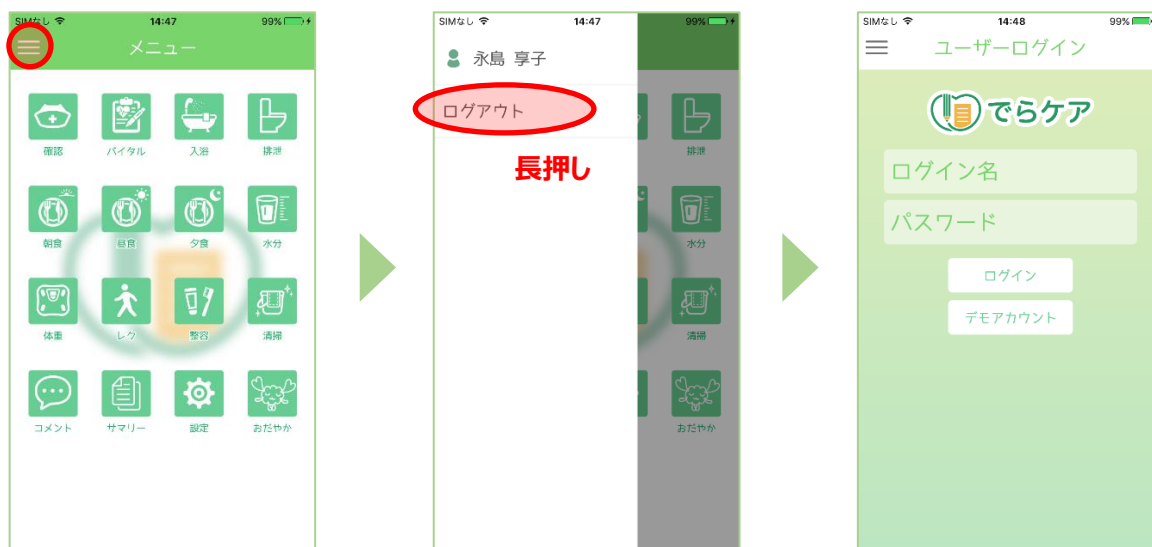 SIMなし 14:47 99%
メニュー
確認 バイタル 入浴 排泄
朝食 昼食 夕食 水分
体重 レク 整容 清掃
コメント サマリー 設定 おだやか
SIMなし 14:47 99%
永島 享子
ログアウト
長押し
排泄
水分
清掃
おだやか
SIMなし 14:48 99%
ユーザーログイン
でらケア
ログイン名
パスワード
ログイン
デモアカウント